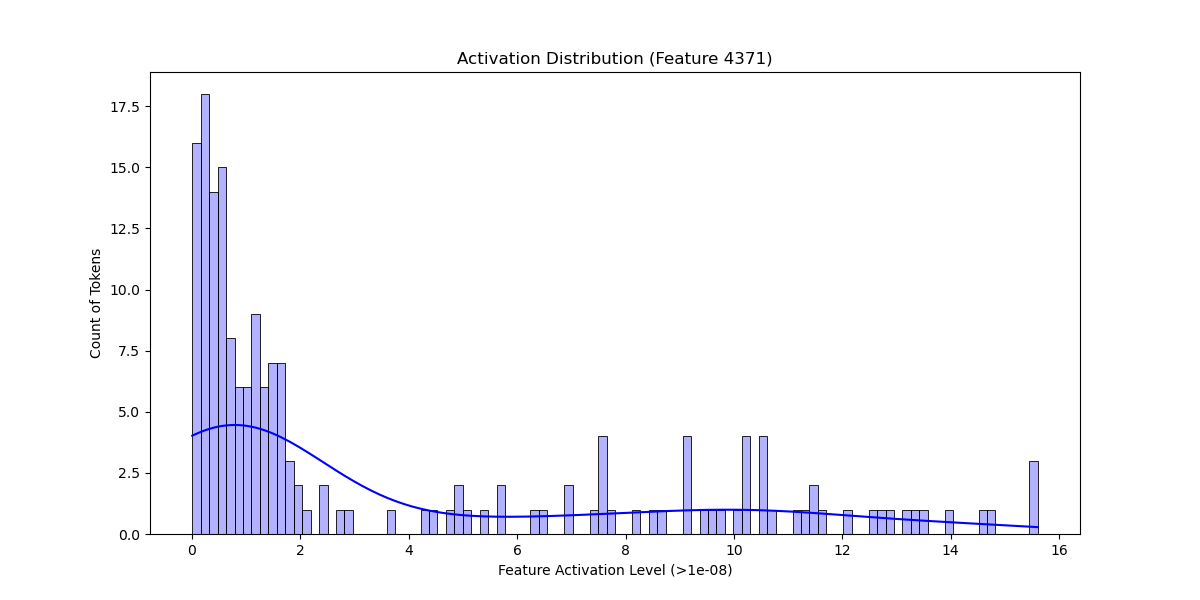 Activation Distribution (Feature 4371)
17.5
15.0
12.5
10.0
7.5
5.0
2.5
0.0
Count of Tokens
0 2 4 6 8 10 12 14 16
Feature Activation Level (>1e-08)